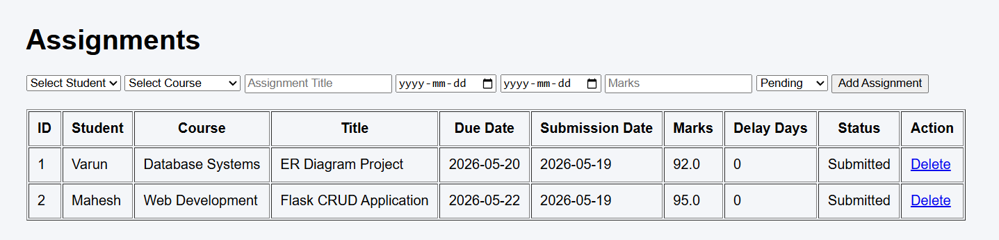 Assignments
Select Student Select Course Assignment Title yyyy-mm-dd yyyy-mm-dd Marks Pending Add Assignment
ID Student Course Title Due Date Submission Date Marks Delay Days Status Action
1 Varun Database Systems ER Diagram Project 2026-05-20 2026-05-19 92.0 0 Submitted Delete
2 Mahesh Web Development Flask CRUD Application 2026-05-22 2026-05-19 95.0 0 Submitted Delete